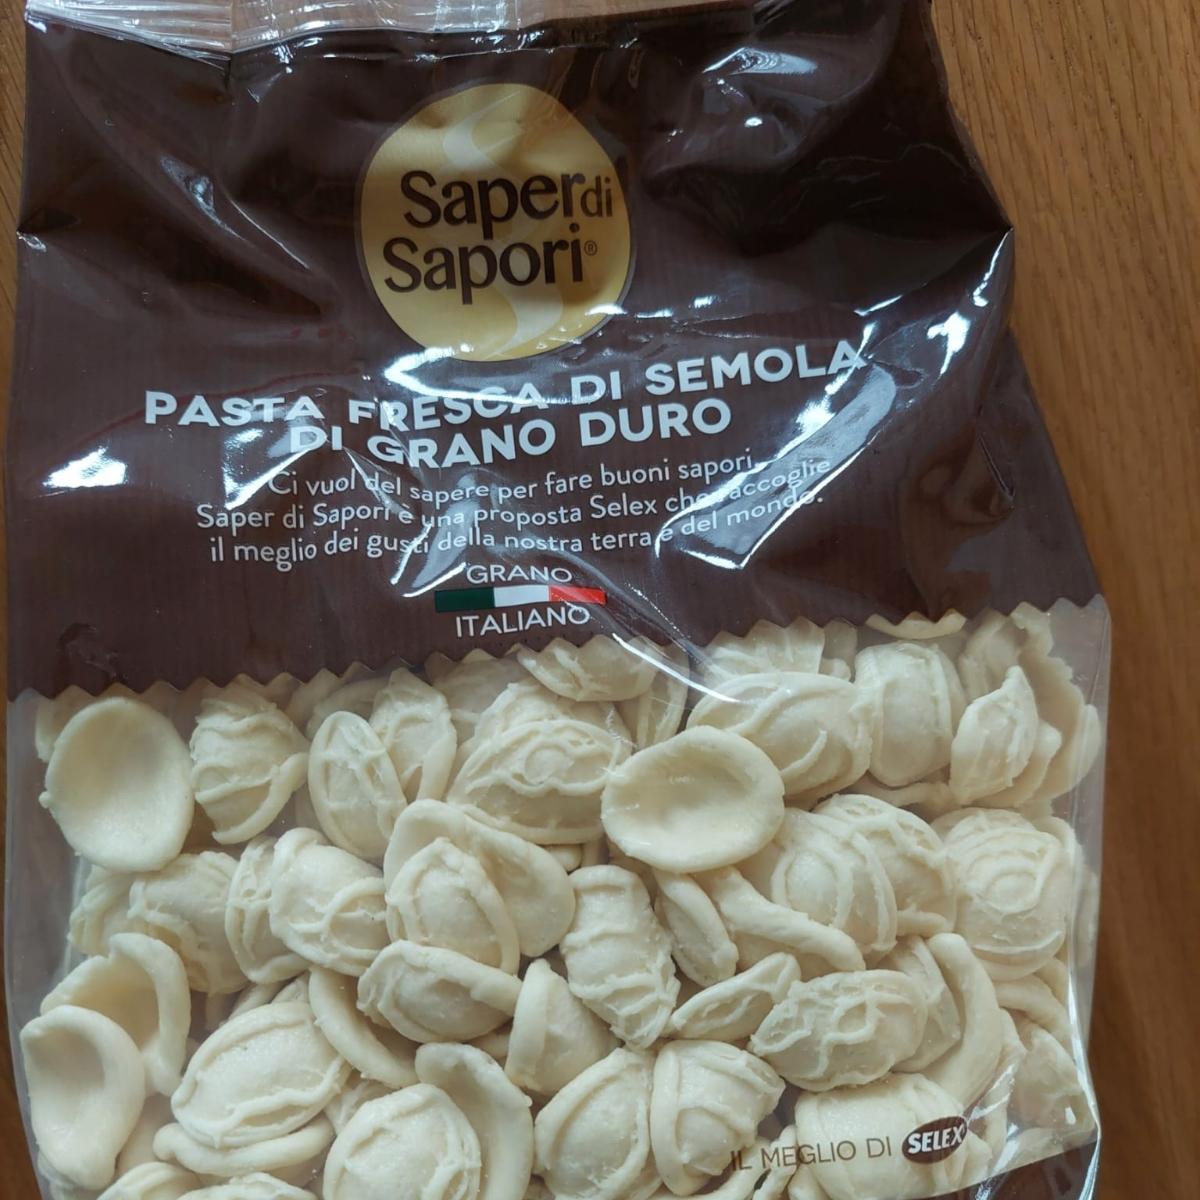 Saper di
Sapori®
PASTA FRESCA DI SEMOLA
DI GRANO DURO
Ci vuol del sapere per fare buoni sapori.
Saper di Sapori è una proposta Selex che raccoglie
il meglio dei gusti della nostra terra e del mondo.
GRANO
ITALIANO
IL MEGLIO DI SELEX